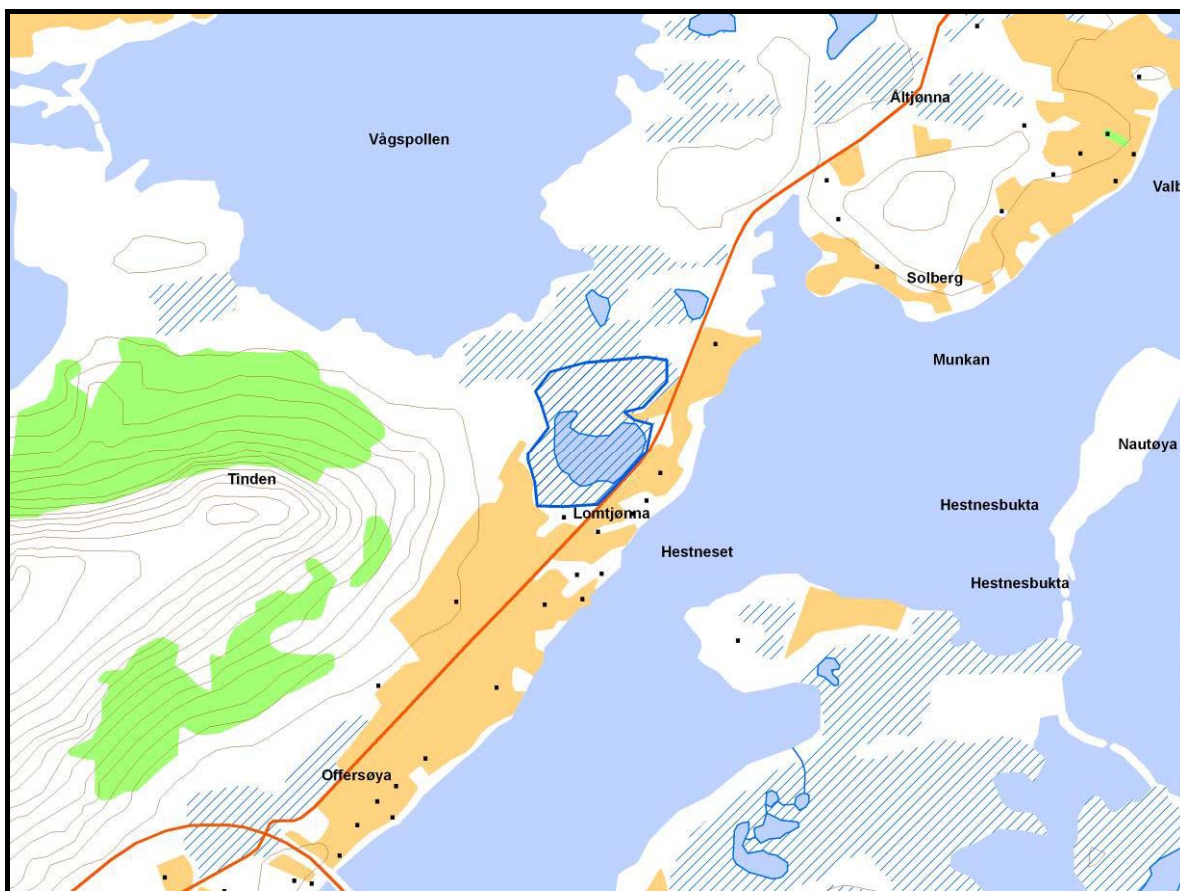 Åltjønna
Vågspollen
Valb
Solberg
Munkan
Nautøya
Tinden
Hestnesbukta
Lomtjønna
Hestneset
Hestnesbukta
Offersøya